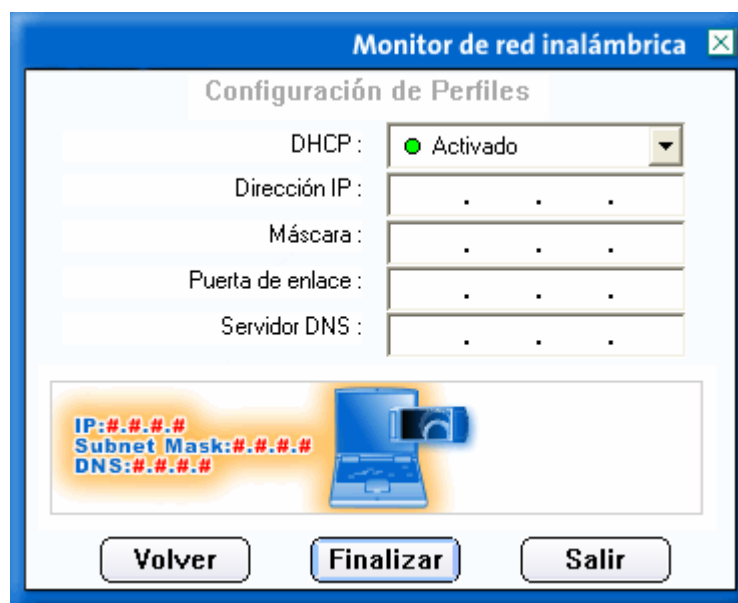 Monitor de red inalámbrica
Configuración de Perfiles
DHCP : Activado
Dirección IP : . . .
Máscara : . . .
Puerta de enlace : . . .
Servidor DNS : . . .
IP:#.#.#.#
Subnet Mask:#.#.#.#
DNS:#.#.#.#
Volver Finalizar Salir